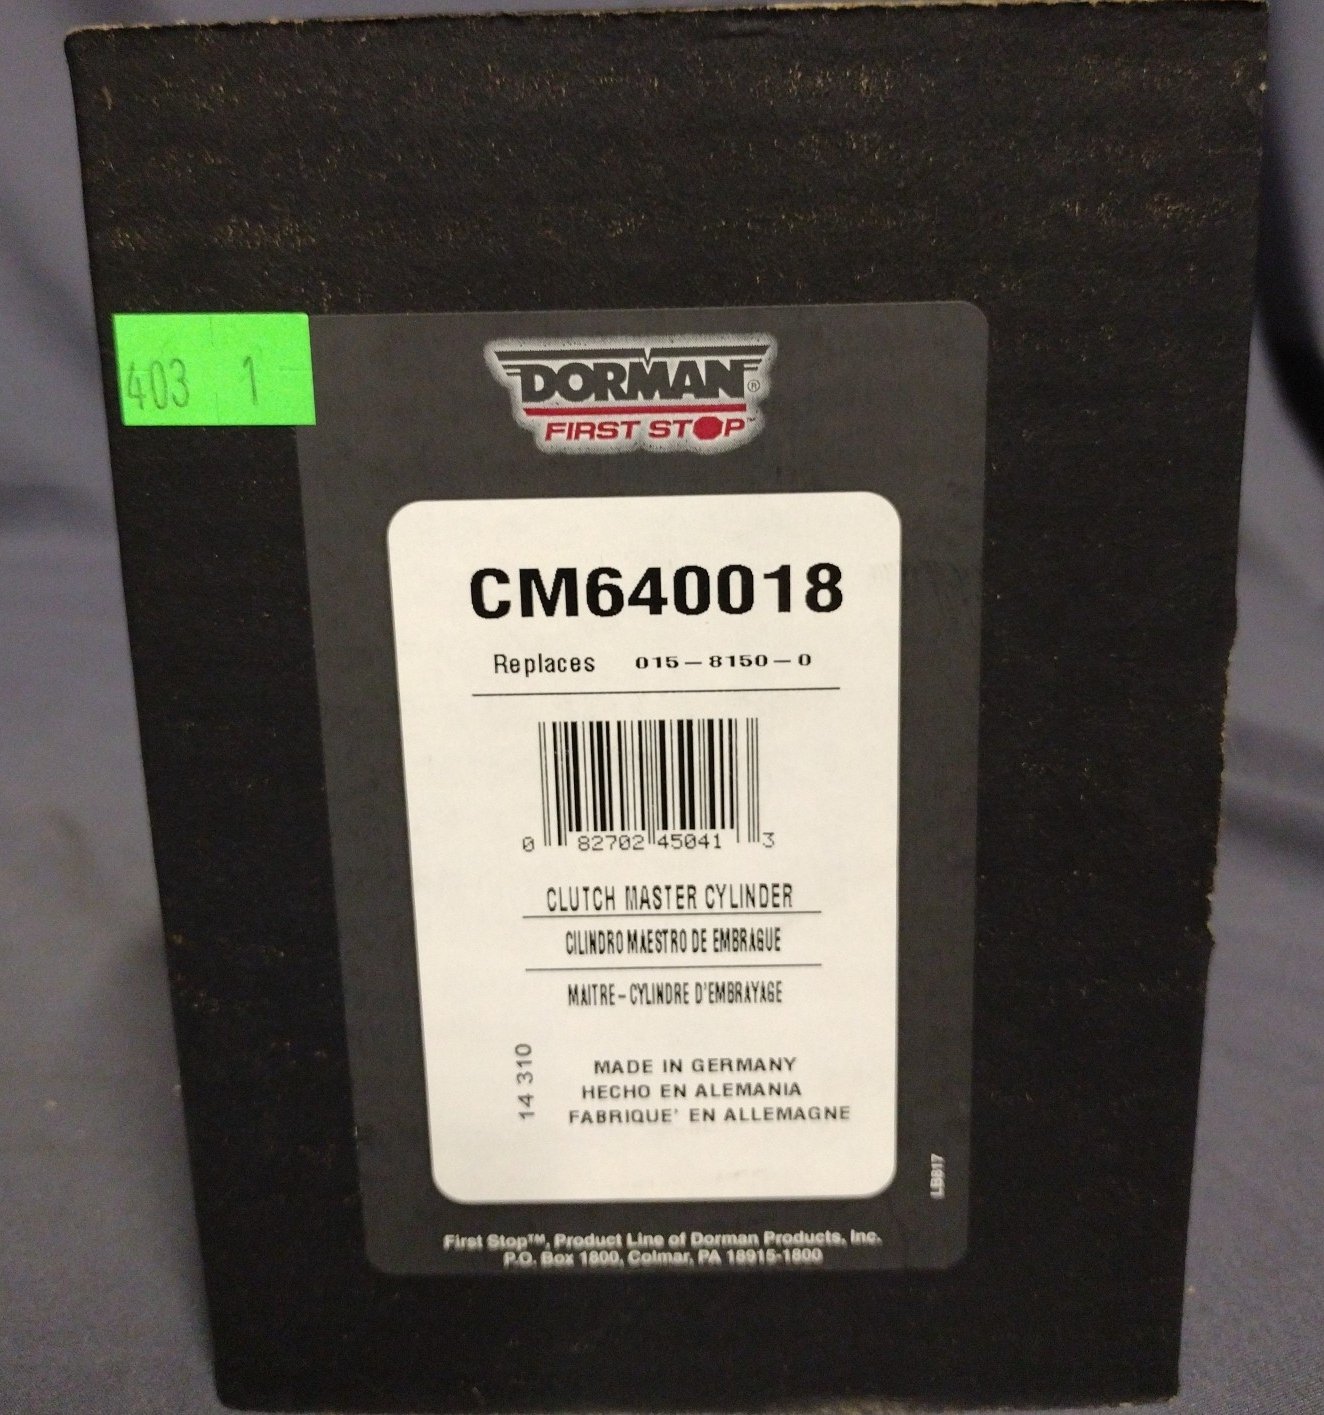 403 1
DORMAN®
FIRST STOP™
CM640018
Replaces 015-8150-0
0 82702 45041 3
CLUTCH MASTER CYLINDER
CILINDRO MAESTRO DE EMBRAGUE
MAITRE-CYLINDRE D'EMBRAYAGE
14 310
MADE IN GERMANY
HECHO EN ALEMANIA
FABRIQUE' EN ALLEMAGNE
LB817
First Stop™, Product Line of Dorman Products, Inc.
P.O. Box 1800, Colmar, PA 18915-1800